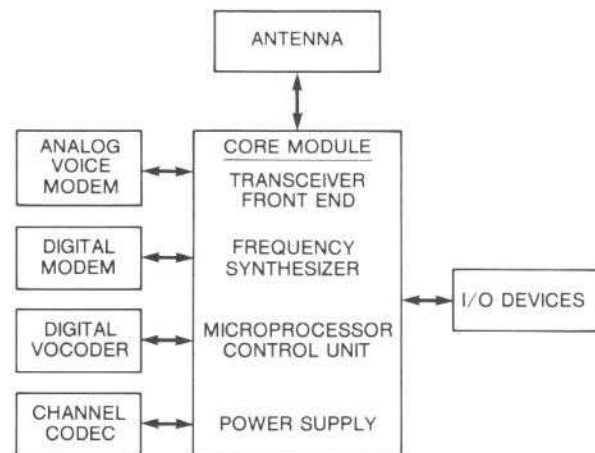 ANTENNA
ANALOG
VOICE
MODEM
DIGITAL
MODEM
DIGITAL
VOCODER
CHANNEL
CODEC
CORE MODULE
TRANSCEIVER
FRONT END
FREQUENCY
SYNTHESIZER
MICROPROCESSOR
CONTROL UNIT
POWER SUPPLY
I/O DEVICES